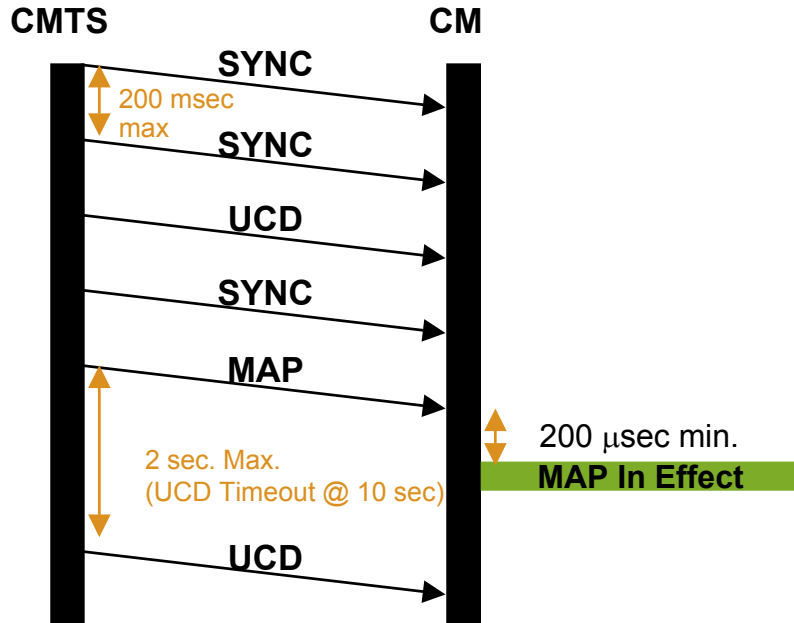 CMTS
CM
SYNC
200 msec
max
SYNC
UCD
SYNC
MAP
200 μsec min.
MAP In Effect
2 sec. Max.
(UCD Timeout @ 10 sec)
UCD